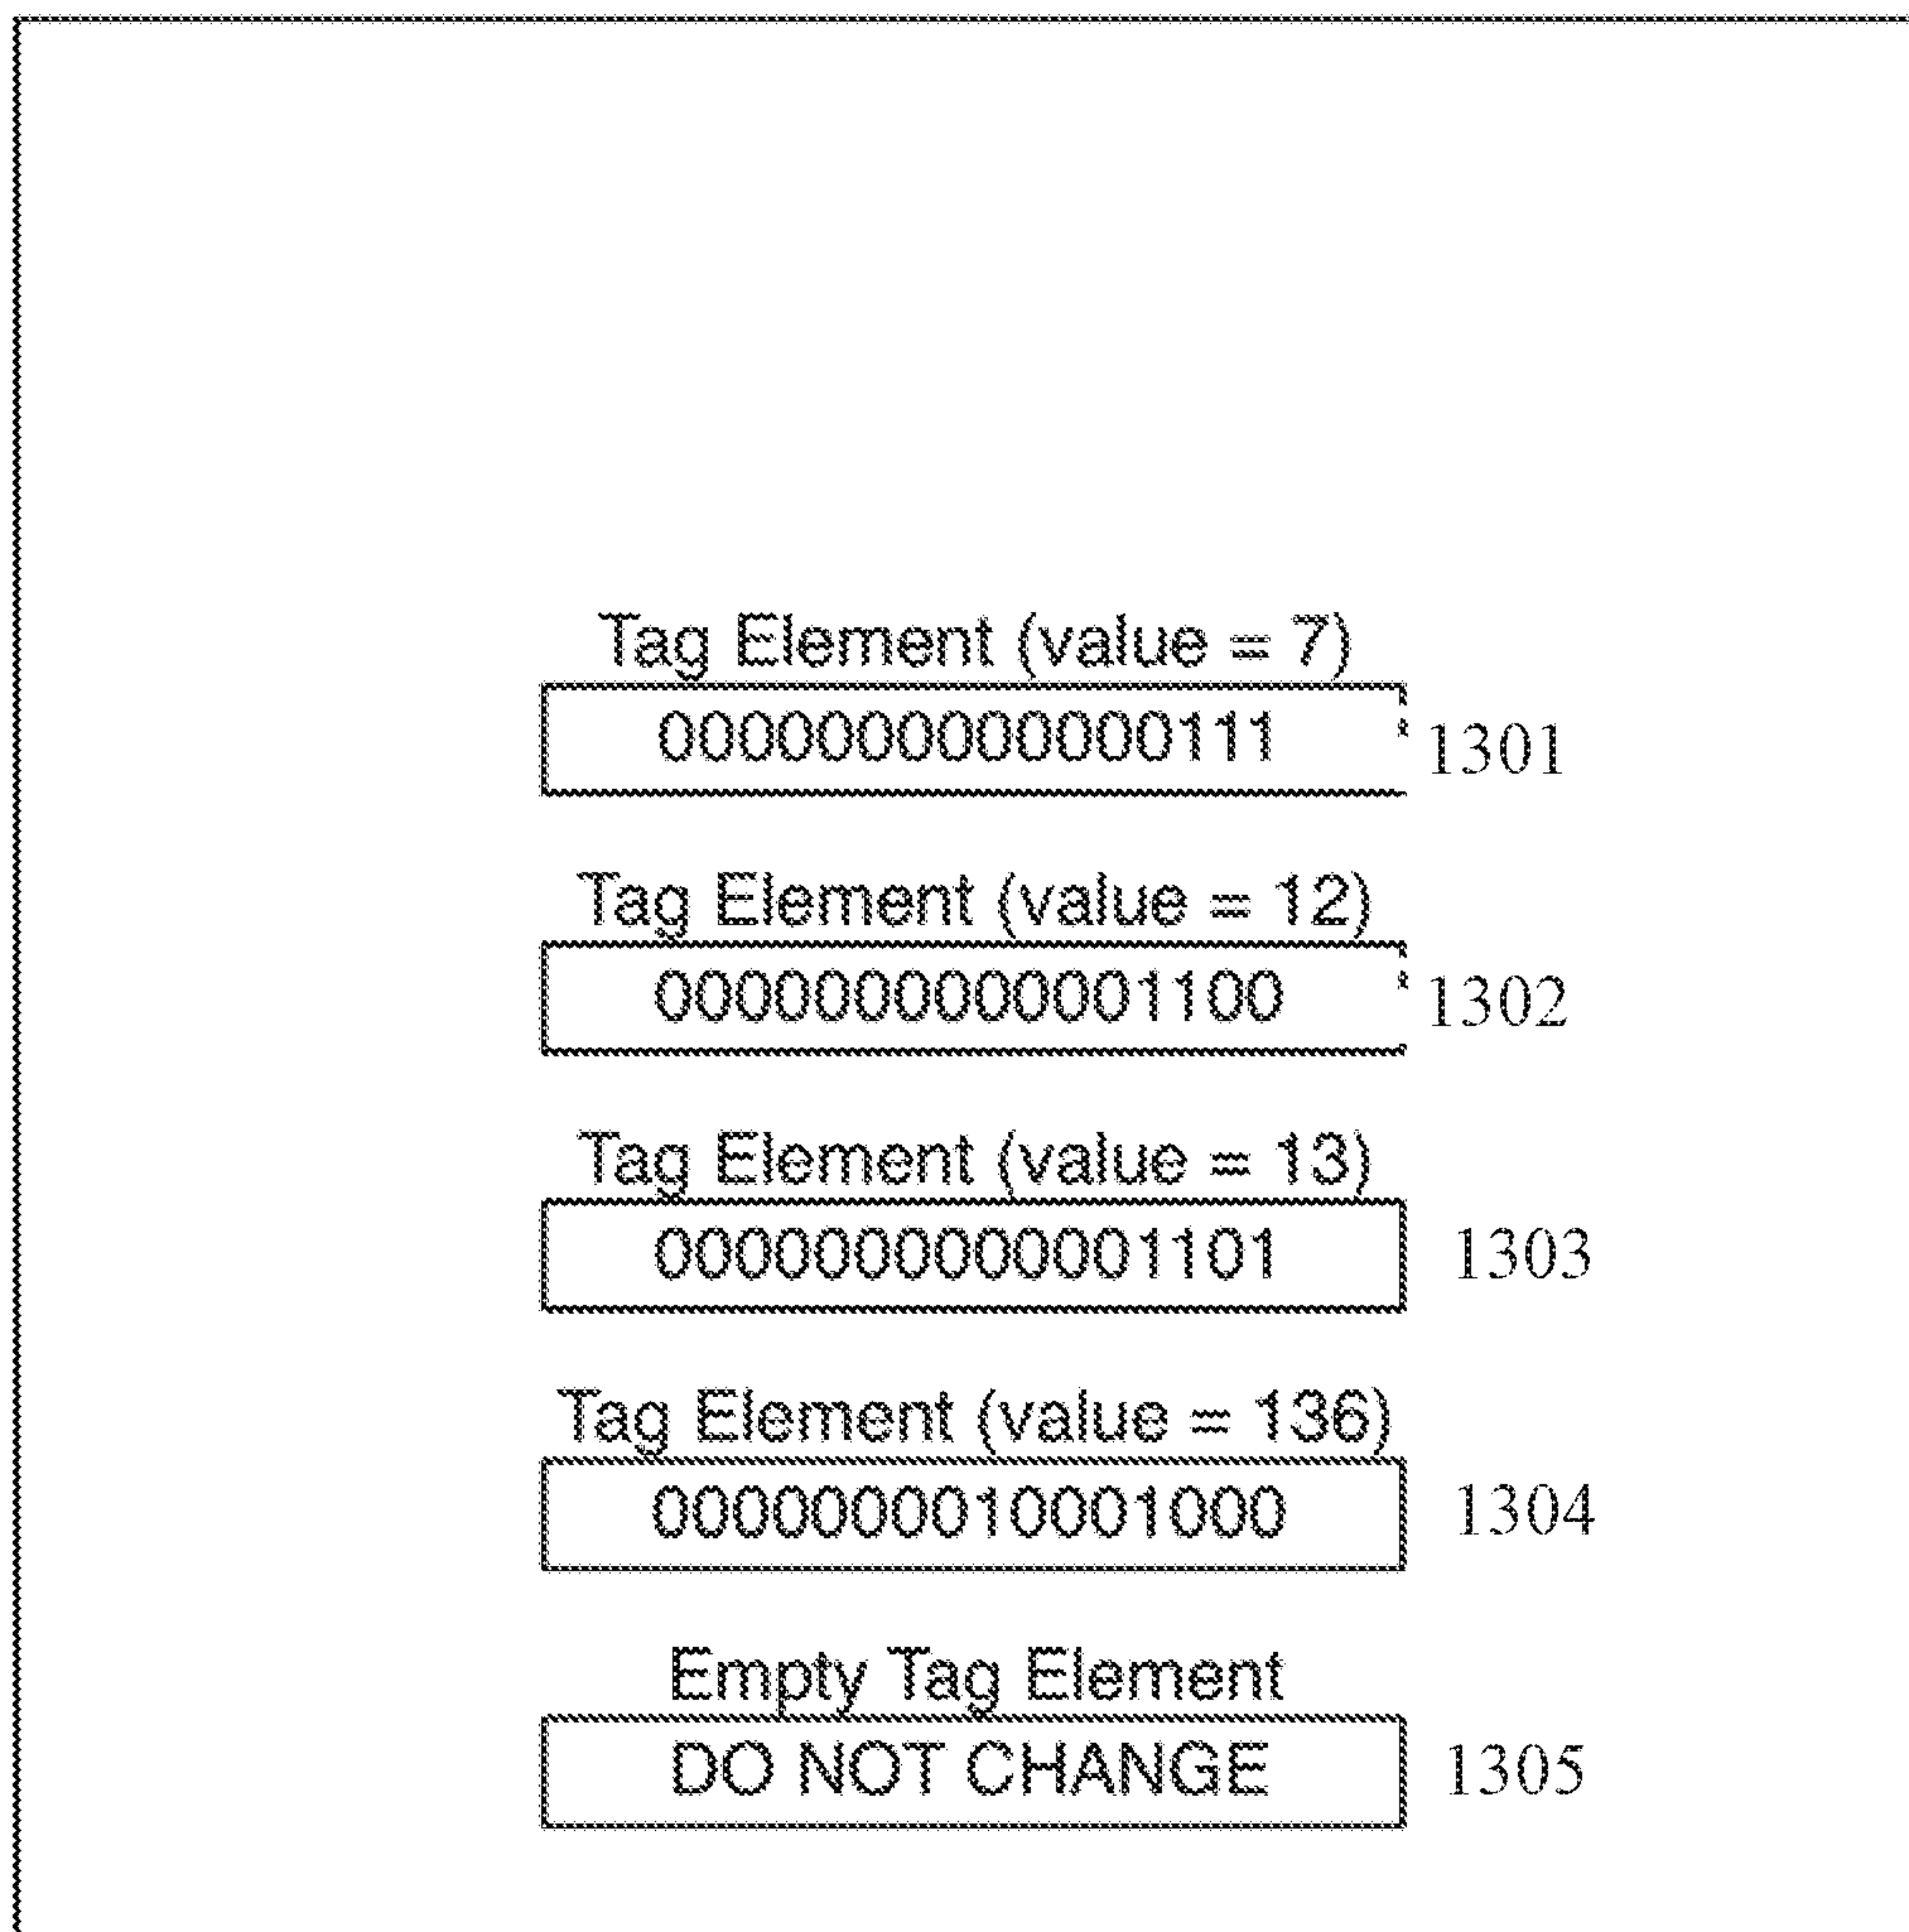 Tag Element (value = 7)
0000000000000111 1301
Tag Element (value = 12)
0000000000001100 1302
Tag Element (value = 13)
0000000000001101 1303
Tag Element (value = 136)
0000000010001000 1304
Empty Tag Element
DO NOT CHANGE 1305